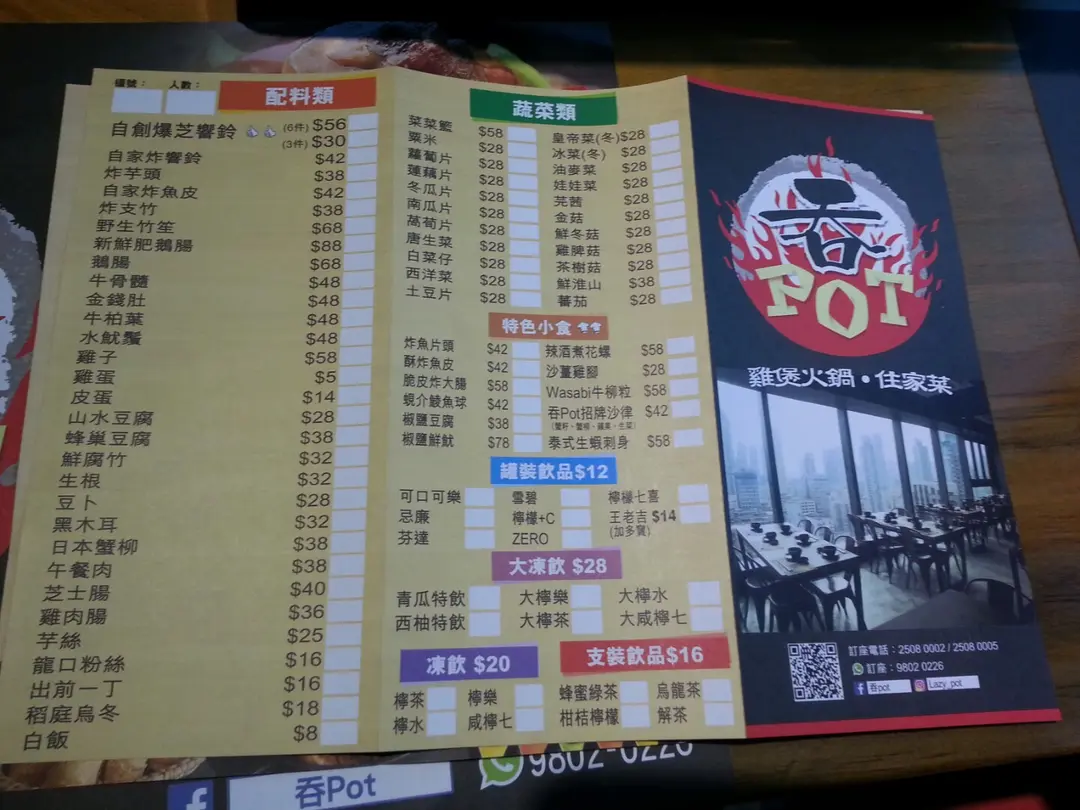 檯號： 人數：
配料類
自創爆芝響鈴 (6件) $56
(3件) $30
自家炸響鈴 $42
炸芋頭 $38
自家炸魚皮 $42
炸支竹 $38
野生竹笙 $68
新鮮肥鵝腸 $88
鵝腸 $68
牛骨髓 $48
金錢肚 $48
牛柏葉 $48
水魷鬚 $48
雞子 $58
雞蛋 $5
皮蛋 $14
山水豆腐 $28
蜂巢豆腐 $38
鮮腐竹 $32
生根 $32
豆卜 $28
黑木耳 $32
日本蟹柳 $38
午餐肉 $38
芝士腸 $40
雞肉腸 $36
芋絲 $25
龍口粉絲 $16
出前一丁 $16
稻庭烏冬 $18
白飯 $8
蔬菜類
菜菜籃 $58 皇帝菜(冬) $28
粟米 $28 冰菜(冬) $28
蘿蔔片 $28 油麥菜 $28
蓮藕片 $28 娃娃菜 $28
冬瓜片 $28 芫茜 $28
南瓜片 $28 金菇 $28
萵筍片 $28 鮮冬菇 $28
唐生菜 $28 雞脾菇 $28
白菜仔 $28 茶樹菇 $28
西洋菜 $28 鮮淮山 $38
土豆片 $28 蕃茄 $28
特色小食
炸魚片頭 $42 辣酒煮花螺 $58
酥炸魚皮 $42 沙薑雞腳 $28
脆皮炸大腸 $58 Wasabi牛柳粒 $58
蜆介鯪魚球 $42 吞Pot招牌沙律 $42
椒鹽豆腐 $38
椒鹽鮮魷 $78 泰式生蝦刺身 $58
罐裝飲品$12
可口可樂 雪碧 檸檬七喜
忌廉 檸檬+C 王老吉 $14
芬達 ZERO (加多寶)
大凍飲 $28
青瓜特飲 大檸樂 大檸水
西柚特飲 大檸茶 大咸檸七
凍飲 $20
檸茶 檸樂
檸水 咸檸七
支裝飲品$16
蜂蜜綠茶 烏龍茶
柑桔檸檬 解茶
吞
POT
雞煲火鍋・住家菜
訂座電話：2508 0002 / 2508 0005
訂座：9802 0226
吞pot Lazy_pot
吞Pot
9802-0226